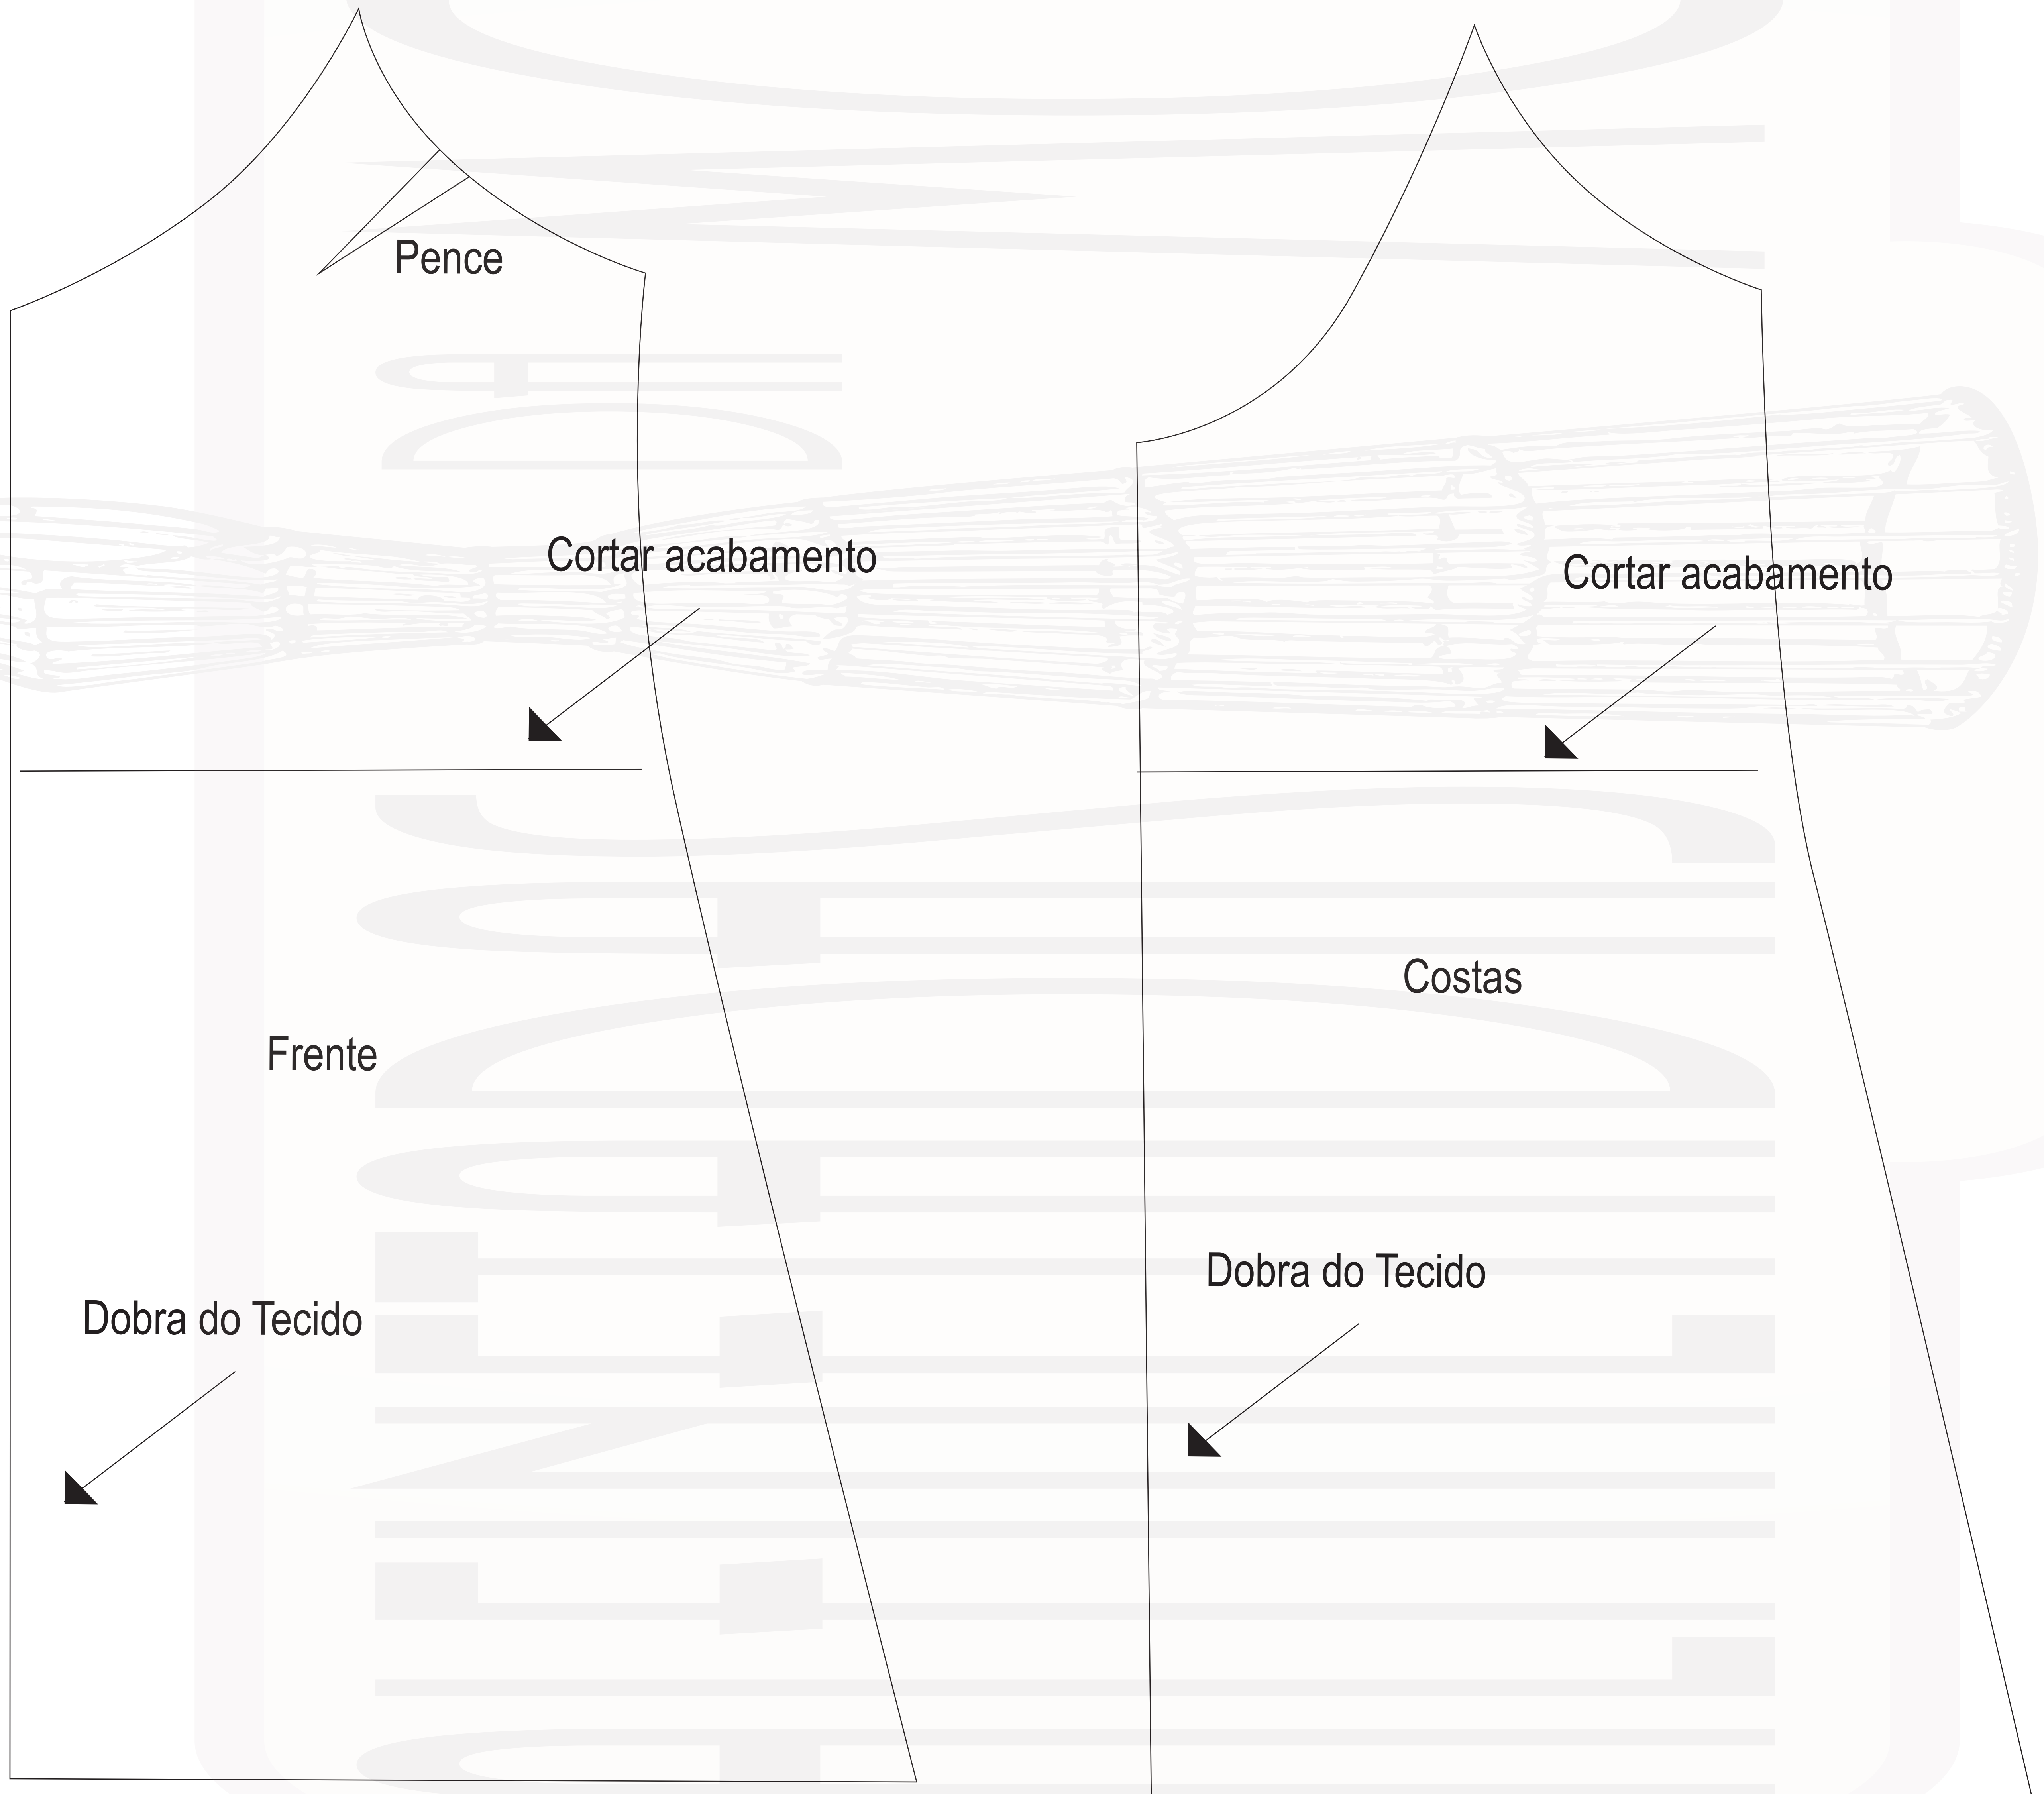 Pence
Cortar acabamento
Cortar acabamento
Costas
Frente
Dobra do Tecido
Dobra do Tecido